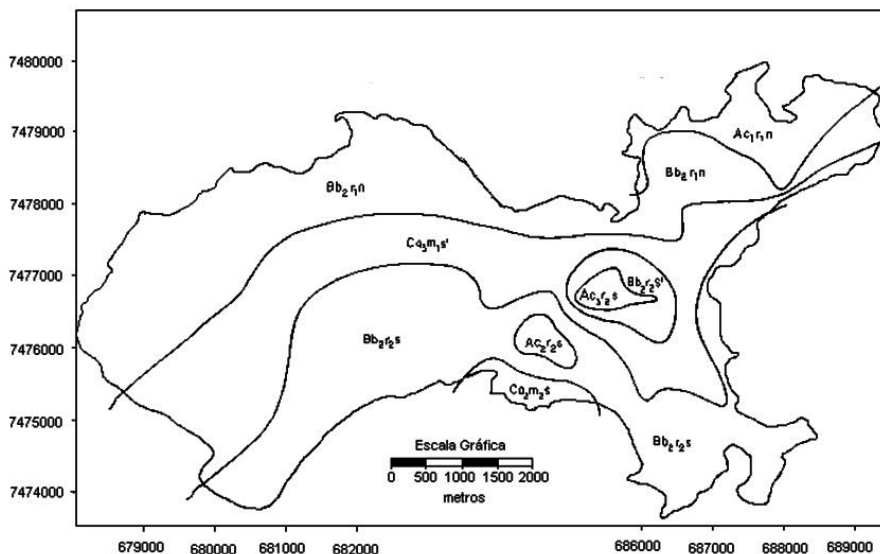 7480000
7479000
7478000
7477000
7476000
7475000
7474000
Ac₁r₁n
Bb₂r₁n
Bb₂r₁n
Ca₃m₁s'
Bb₂r₂s'
Ac₃r₂s
Bb₂r₂s
Ac₂r₂s
Ca₂m₂s
Bb₂r₂s
Escala Gráfica
0 500 1000 1500 2000
metros
679000 680000 681000 682000 686000 687000 688000 689000